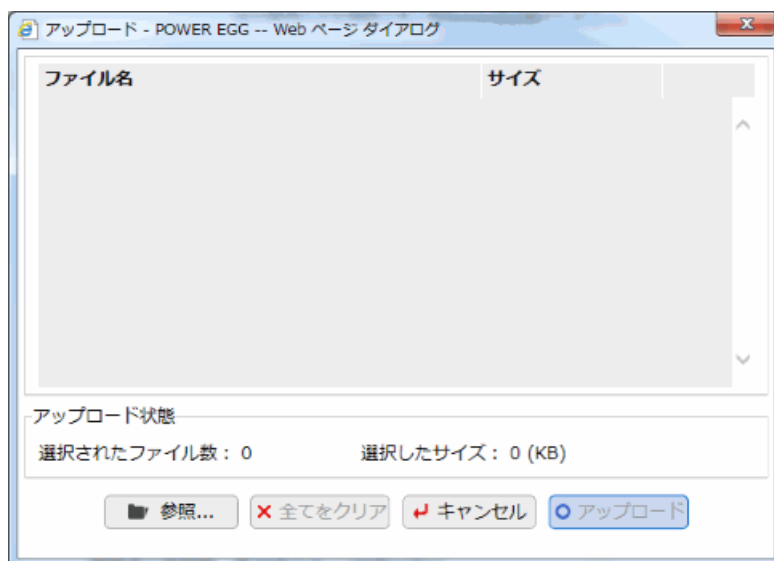 アップロード - POWER EGG -- Web ページ ダイアログ
ファイル名 サイズ
アップロード状態
選択されたファイル数： 0 選択したサイズ： 0 (KB)
参照... 全てをクリア キャンセル アップロード